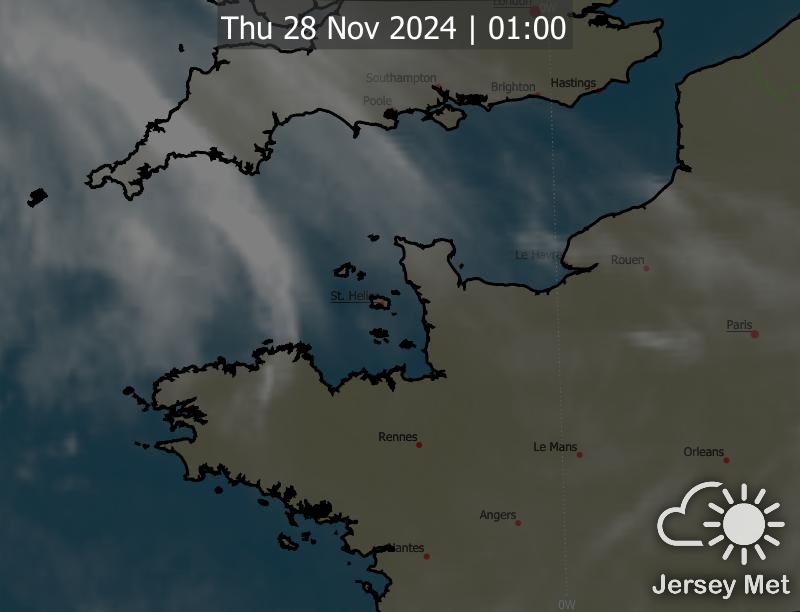 London
Thu 28 Nov 2024 | 01:00
Southampton
Brighton
Hastings
Poole
Le Havre
Rouen
St. Helier
Paris
Rennes
Le Mans
Orleans
Angers
Nantes
Jersey Met
0W